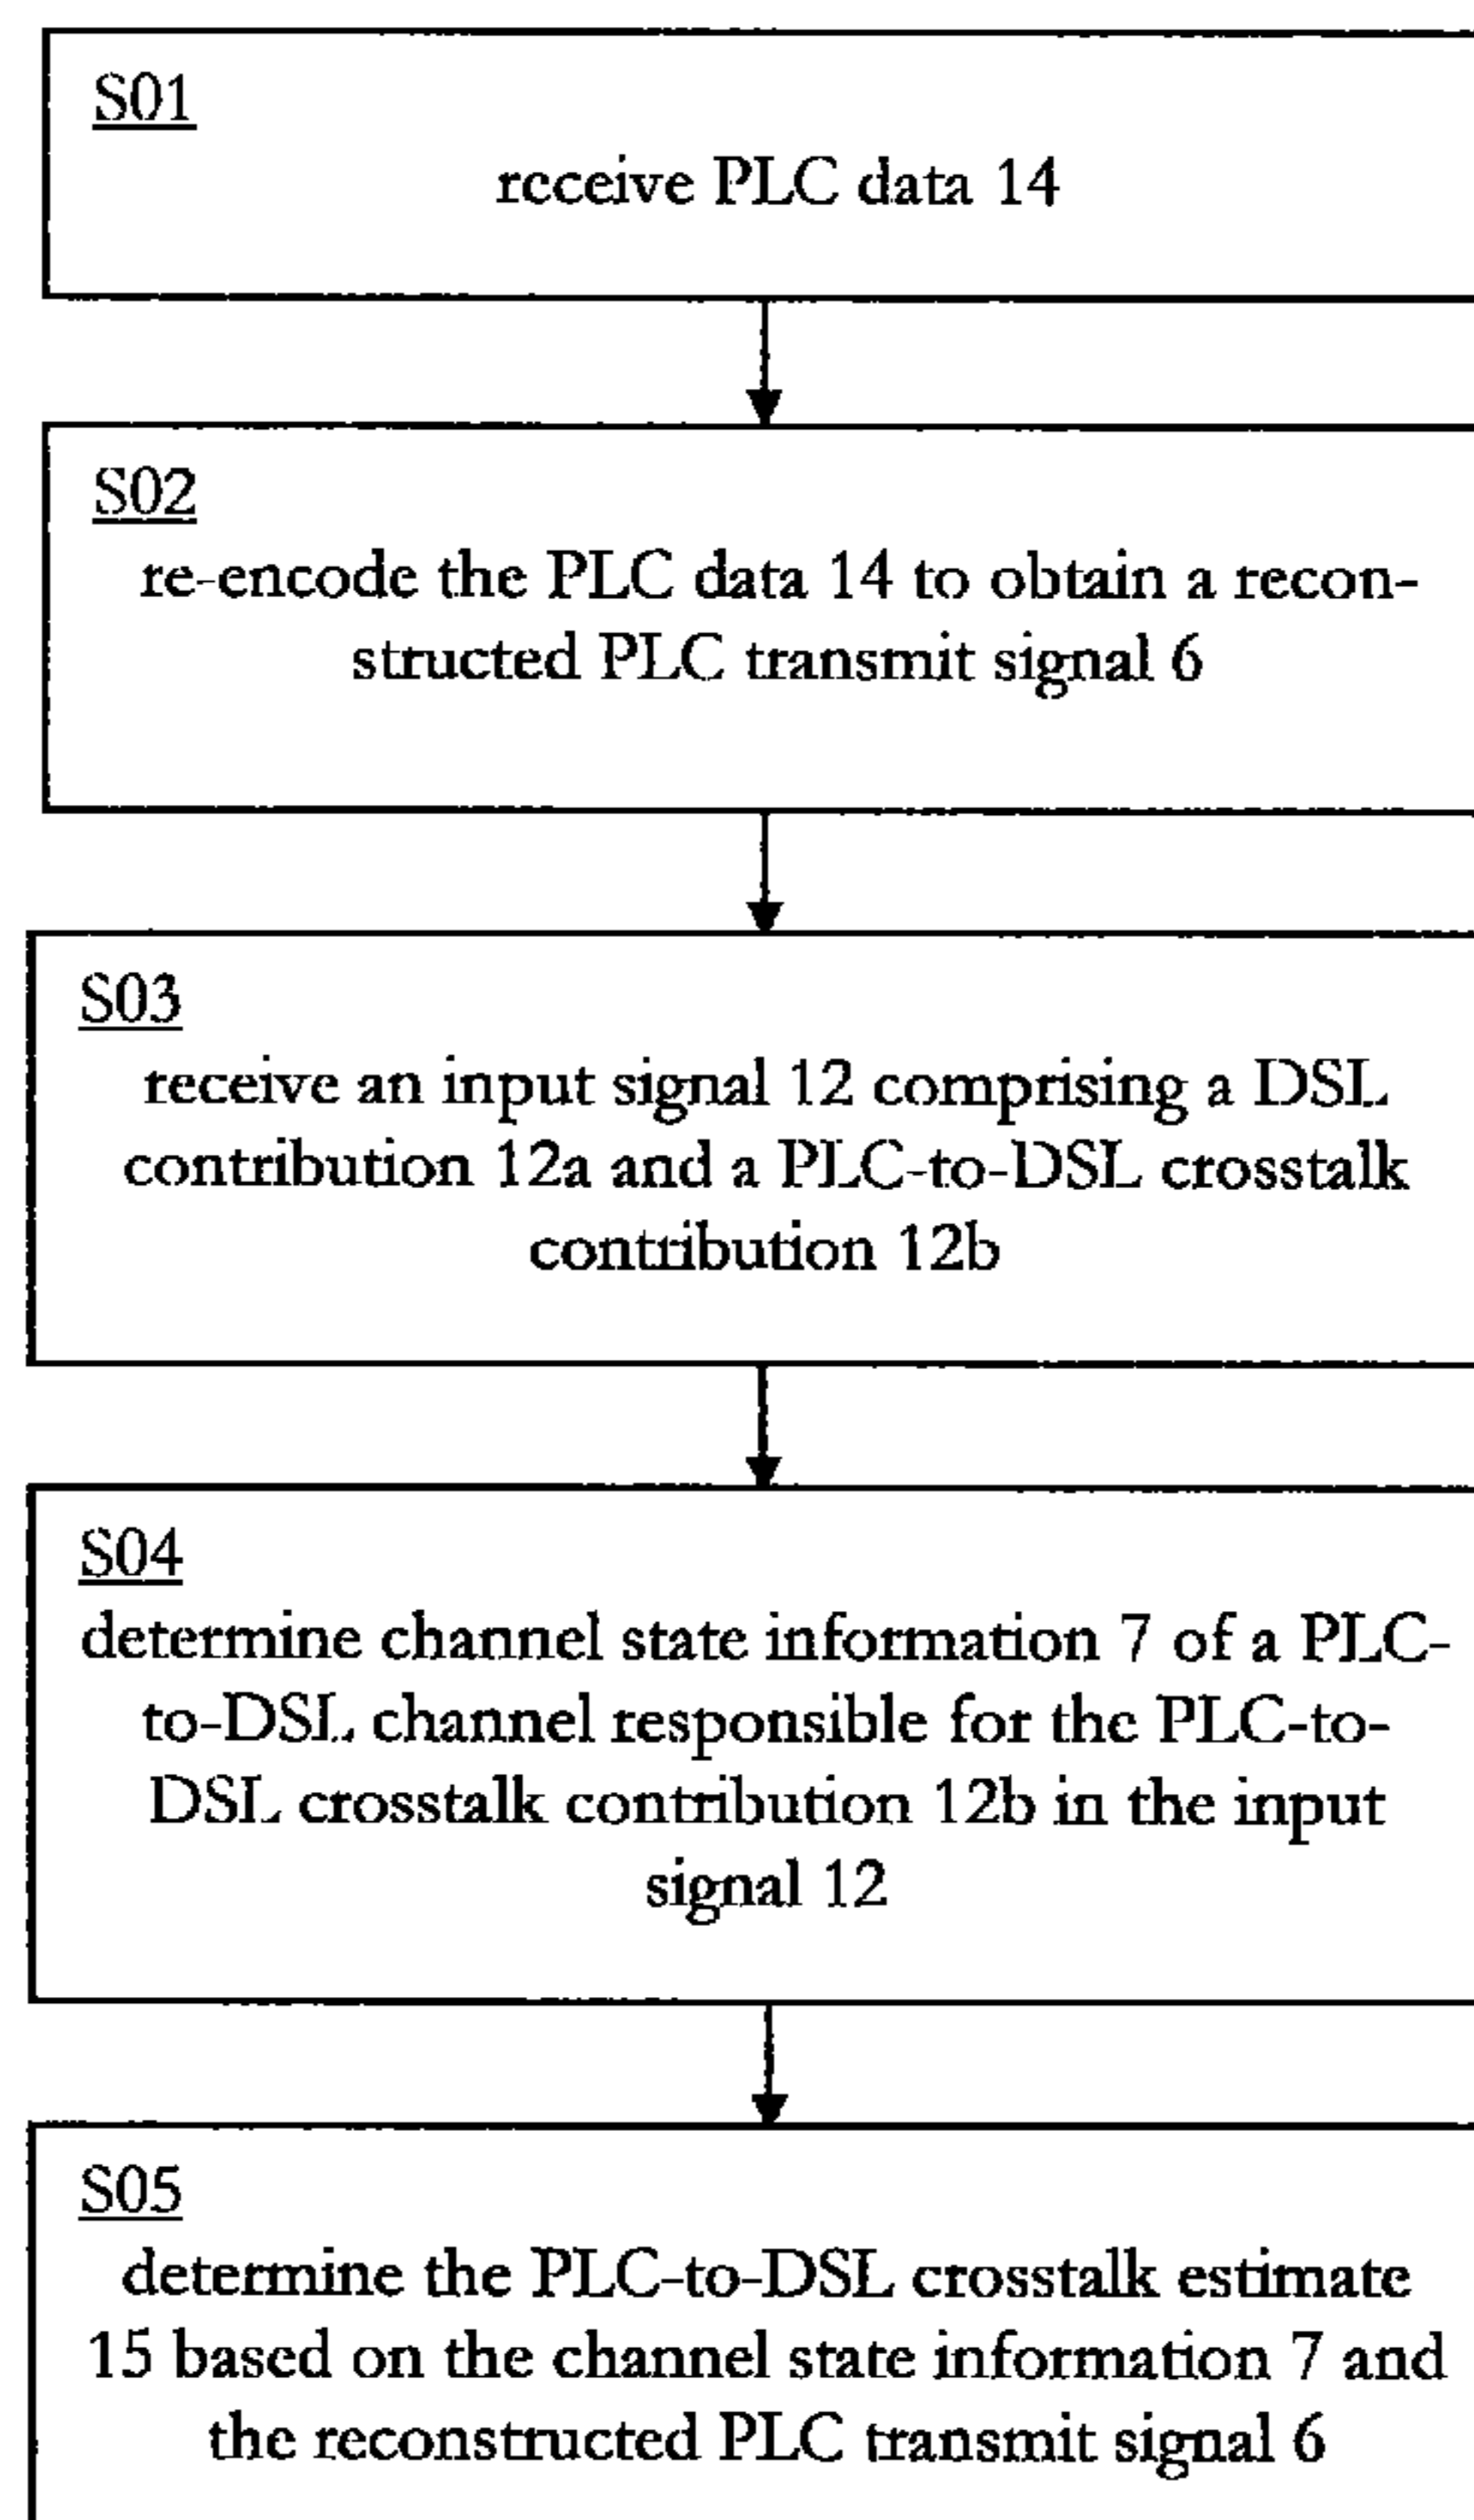 S01
receive PLC data 14
S02
re-encode the PLC data 14 to obtain a recon-
structed PLC transmit signal 6
S03
receive an input signal 12 comprising a DSL
contribution 12a and a PLC-to-DSL crosstalk
contribution 12b
S04
determine channel state information 7 of a PLC-
to-DSL channel responsible for the PLC-to-
DSL crosstalk contribution 12b in the input
signal 12
S05
determine the PLC-to-DSL crosstalk estimate
15 based on the channel state information 7 and
the reconstructed PLC transmit signal 6